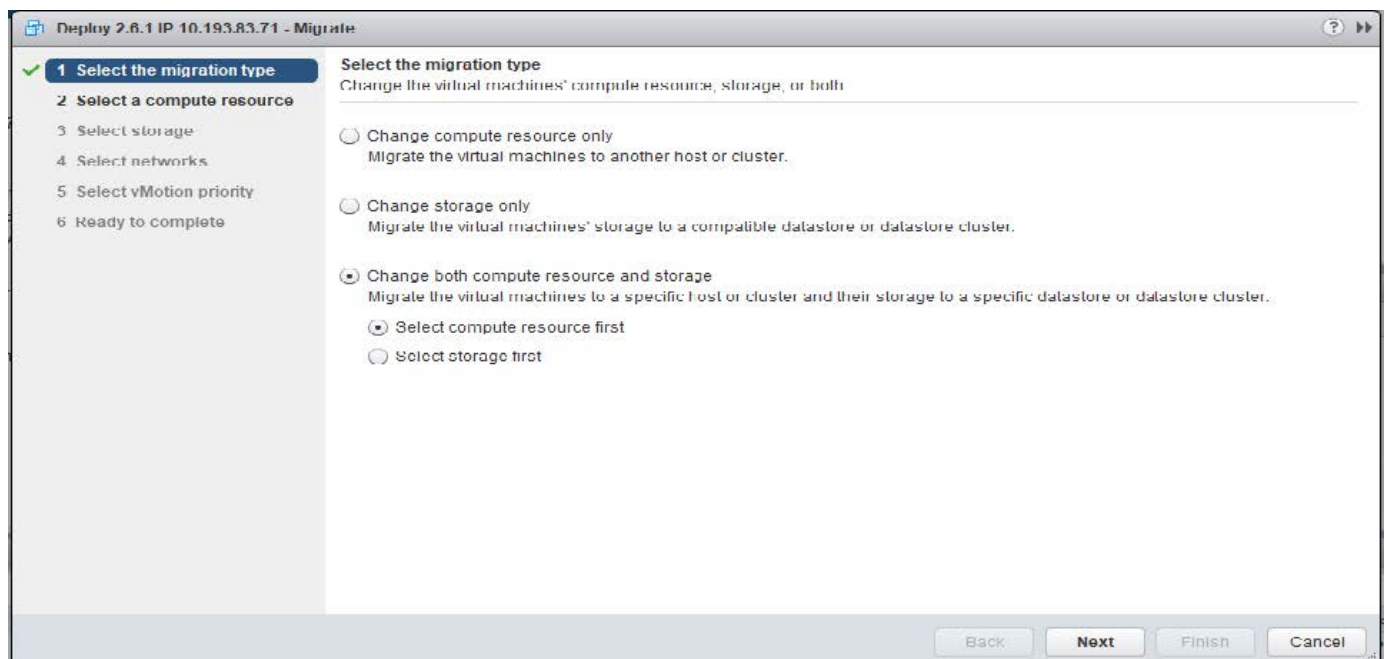 Deploy 2.6.1 IP 10.193.83.71 - Migrate
1 Select the migration type
2 Select a compute resource
3 Select storage
4 Select networks
5 Select vMotion priority
6 Ready to complete
Select the migration type
Change the virtual machines' compute resource, storage, or both
Change compute resource only
Migrate the virtual machines to another host or cluster.
Change storage only
Migrate the virtual machines' storage to a compatible datastore or datastore cluster.
Change both compute resource and storage
Migrate the virtual machines to a specific host or cluster and their storage to a specific datastore or datastore cluster.
Select compute resource first
Select storage first
Back Next Finish Cancel